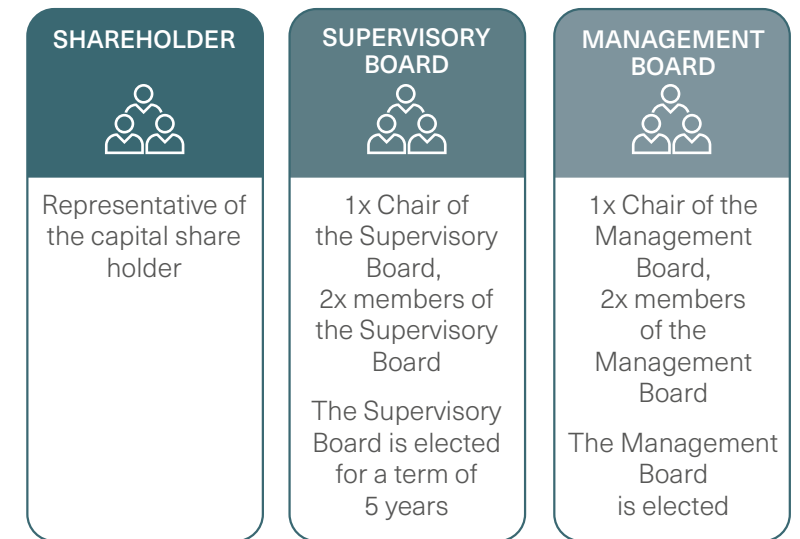 SHAREHOLDER
Representative of
the capital share
holder
SUPERVISORY
BOARD
1x Chair of
the Supervisory
Board,
2x members of
the Supervisory
Board
The Supervisory
Board is elected
for a term of
5 years
MANAGEMENT
BOARD
1x Chair of the
Management
Board,
2x members
of the
Management
Board
The Management
Board
is elected